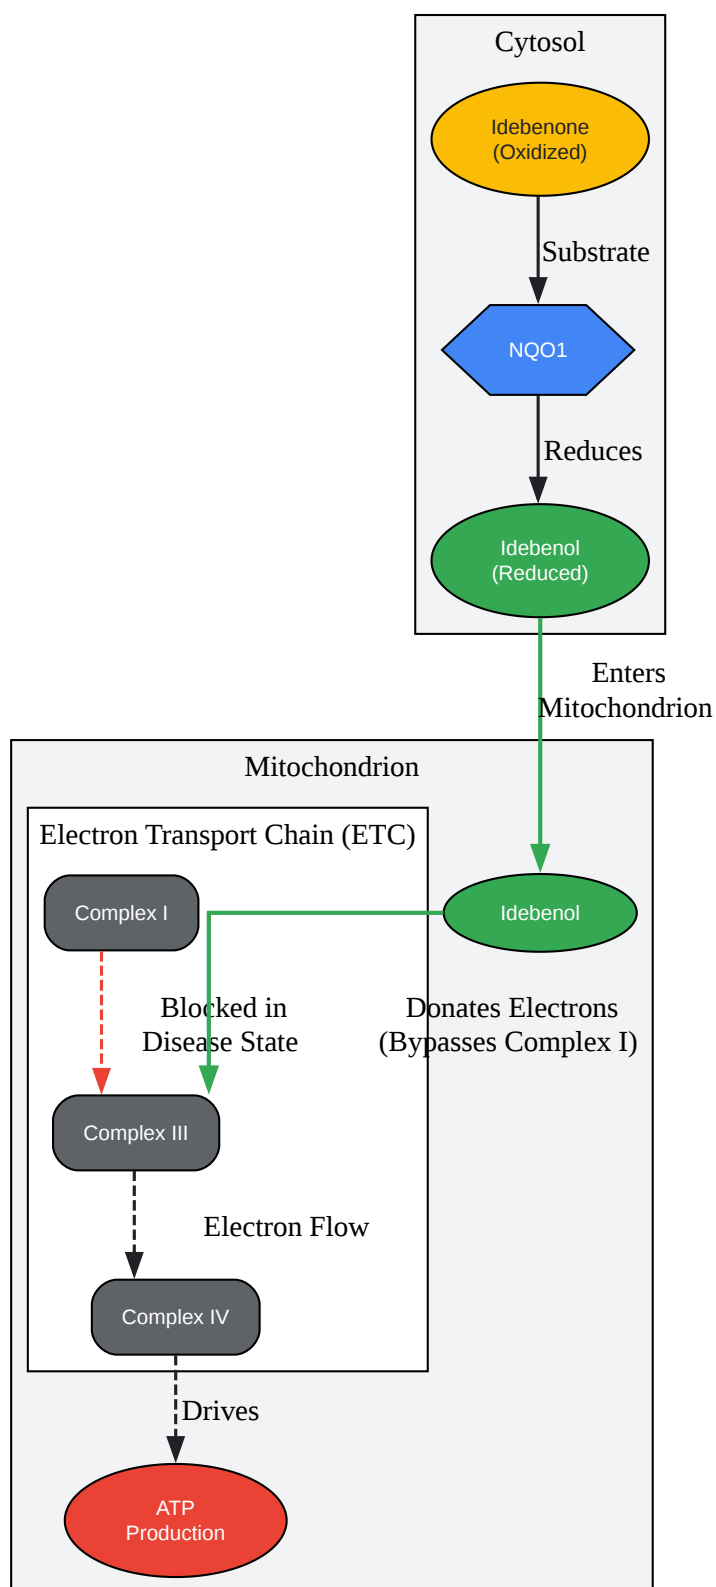 Cytosol
Idebenone
(Oxidized)
Substrate
NQO1
Reduces
Idebenol
(Reduced)
Enters
Mitochondrion
Mitochondrion
Electron Transport Chain (ETC)
Complex I
Idebenol
Blocked in
Disease State
Donates Electrons
(Bypasses Complex I)
Complex III
Electron Flow
Complex IV
Drives
ATP
Production